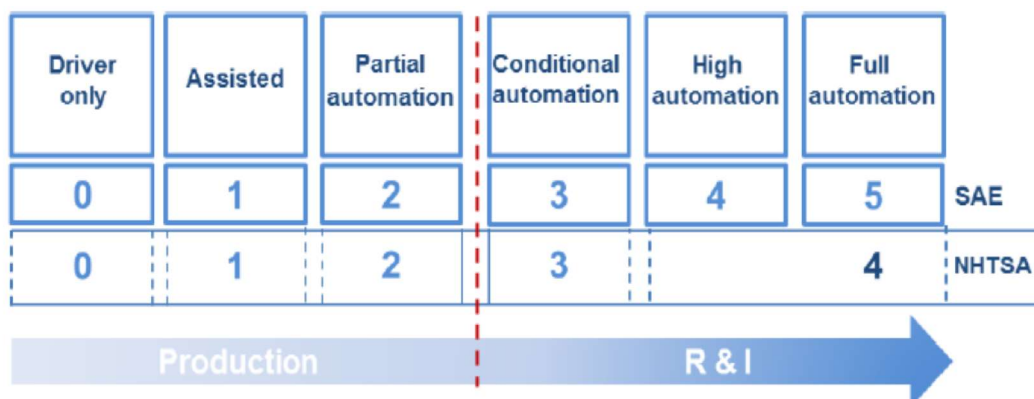 Driver only
Assisted
Partial automation
Conditional automation
High automation
Full automation
0 1 2 3 4 5 SAE
0 1 2 3 4 NHTSA
Production R & I